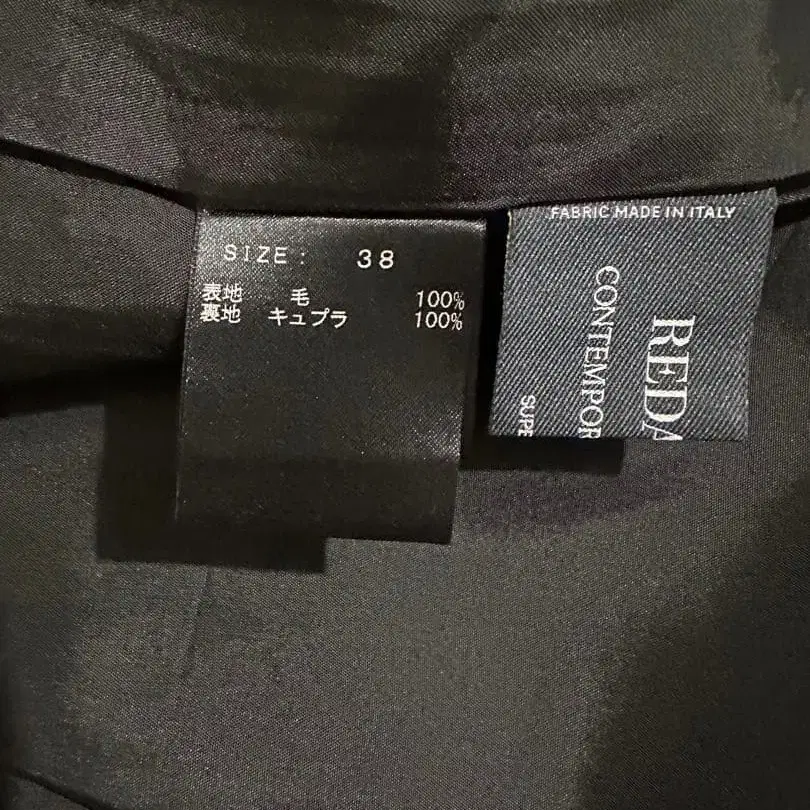 SIZE: 38
表地 毛 100%
裏地 キュプラ 100%
FABRIC MADE IN ITALY
REDA
CONTEMPOR
SUPE